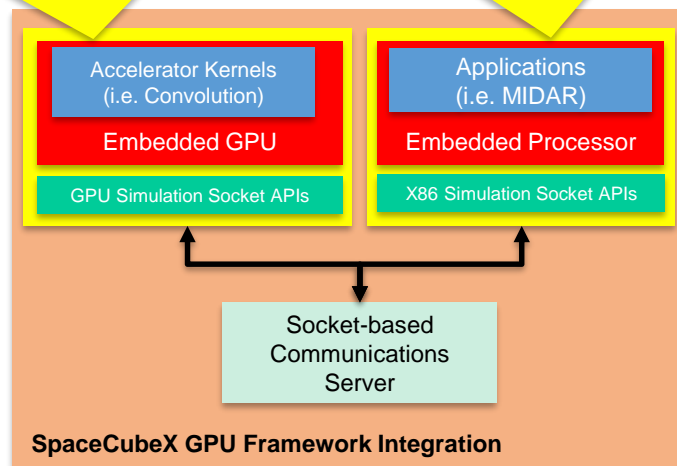 Accelerator Kernels
(i.e. Convolution)
Embedded GPU
GPU Simulation Socket APIs
Applications
(i.e. MIDAR)
Embedded Processor
X86 Simulation Socket APIs
Socket-based
Communications
Server
SpaceCubeX GPU Framework Integration